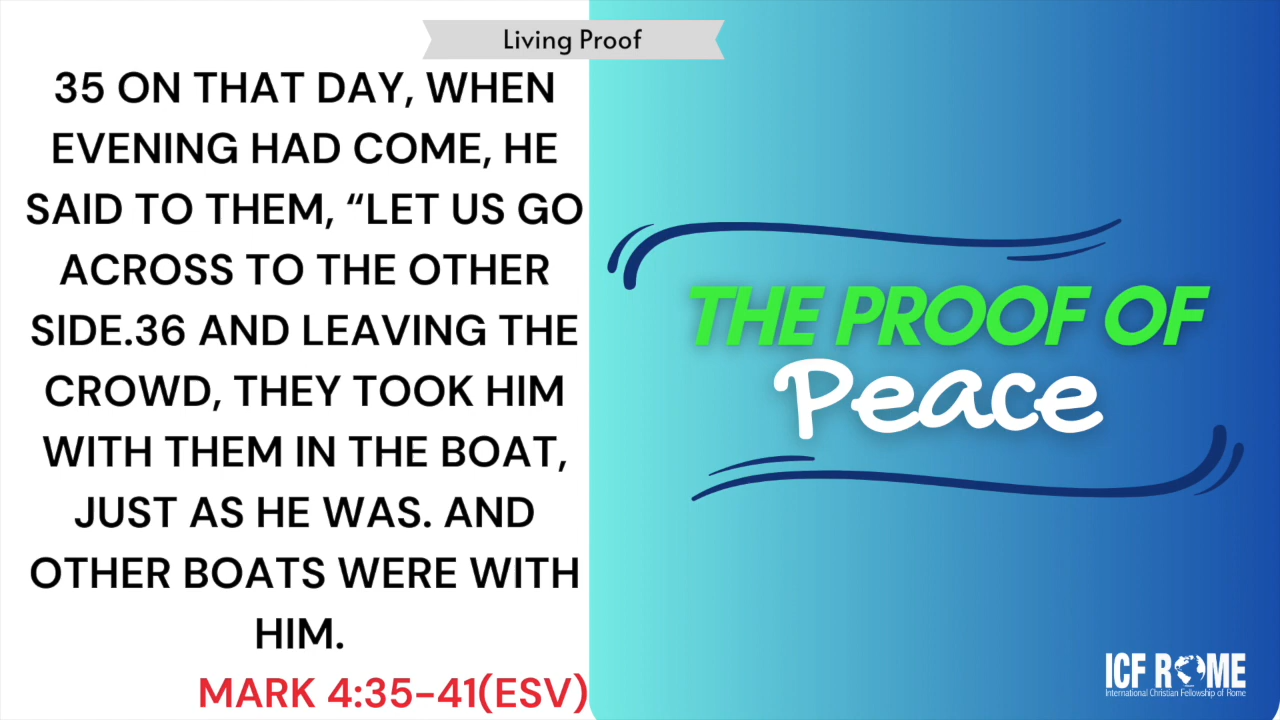 Living Proof
35 ON THAT DAY, WHEN
EVENING HAD COME, HE
SAID TO THEM, “LET US GO
ACROSS TO THE OTHER
SIDE.36 AND LEAVING THE
CROWD, THEY TOOK HIM
WITH THEM IN THE BOAT,
JUST AS HE WAS. AND
OTHER BOATS WERE WITH
HIM.
MARK 4:35-41(ESV)
THE PROOF OF
Peace
ICF ROME
International Christian Fellowship of Rome